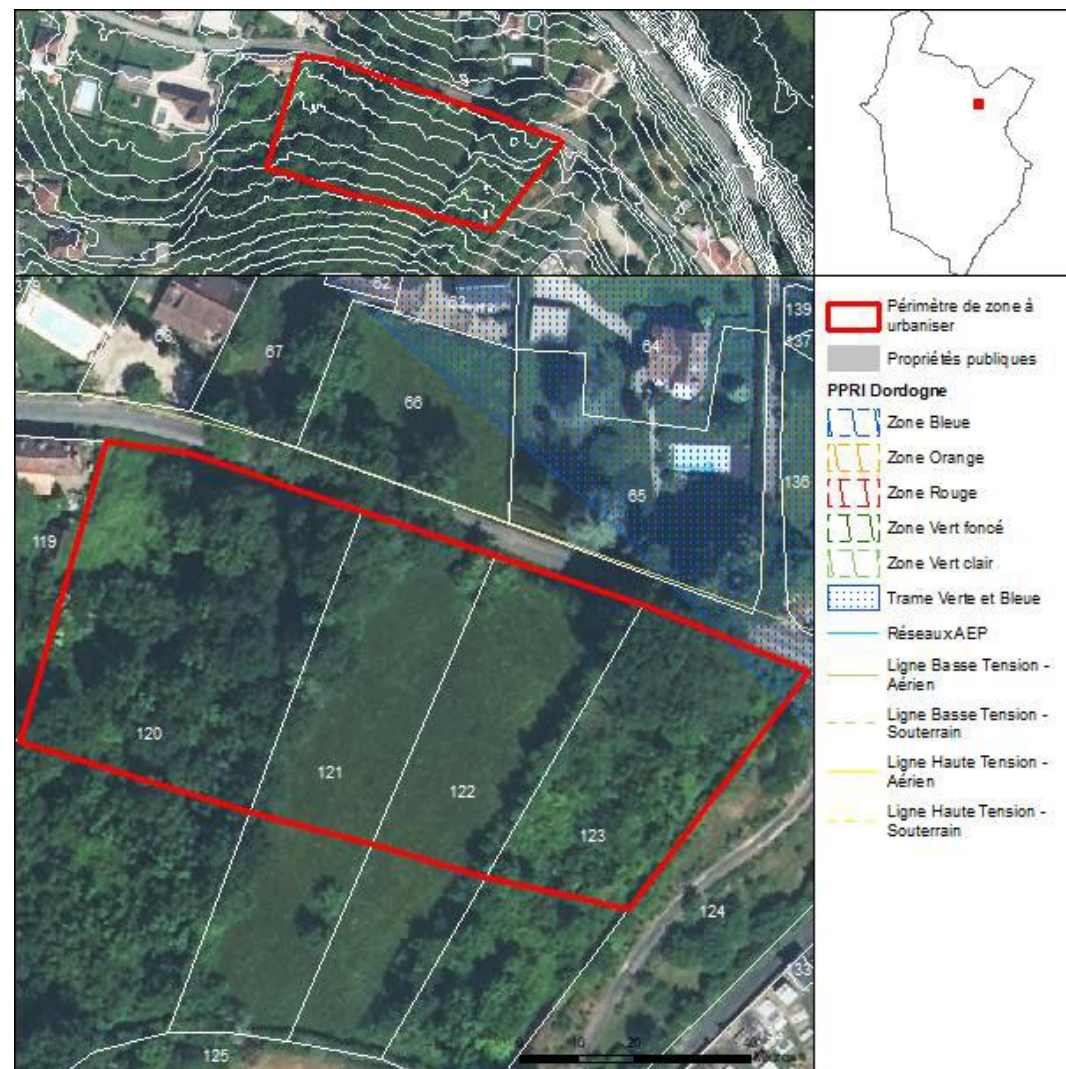 Périmètre de zone à
urbaniser
Propriétés publiques
PPRI Dordogne
Zone Bleue
Zone Orange
Zone Rouge
Zone Vert foncé
Zone Vert clair
Trame Verte et Bleue
Réseaux AEP
Ligne Basse Tension -
Aérien
Ligne Basse Tension -
Souterrain
Ligne Haute Tension -
Aérien
Ligne Haute Tension -
Souterrain
379
67
66
62
63
64
65
139
137
136
119
120
121
122
123
124
125
133
0 10 20 40